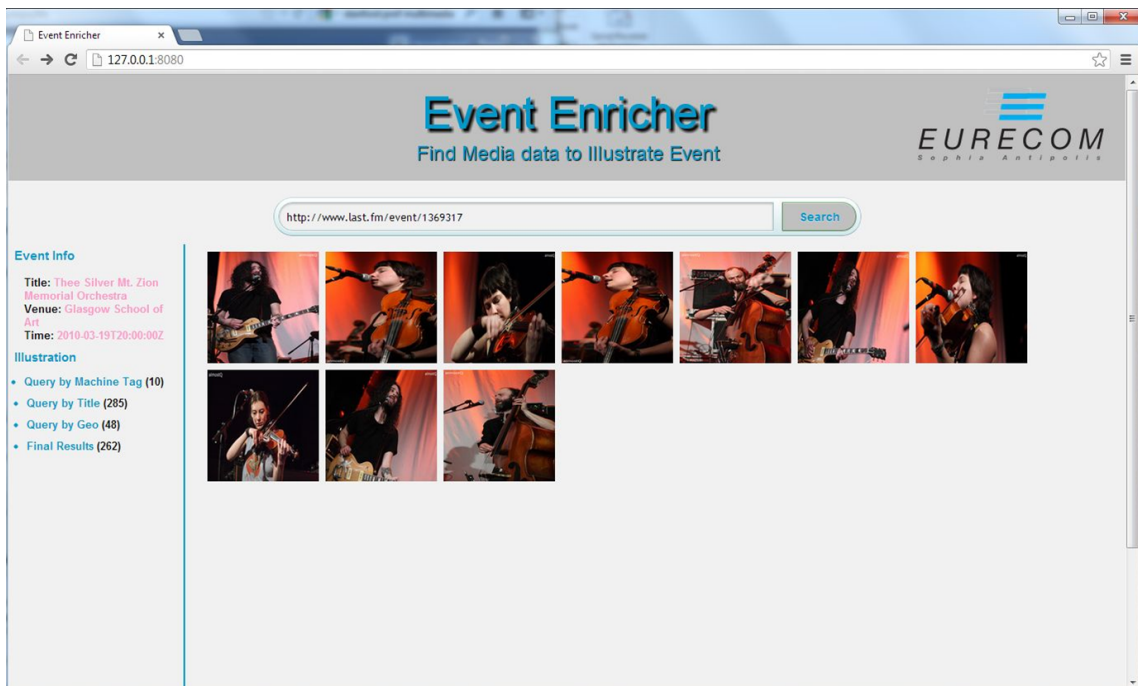 Event Enricher
127.0.0.1:8080
Event Enricher
Find Media data to Illustrate Event
EURECOM
Sophia Antipolis
http://www.last.fm/event/1369317
Search
Event Info
Title: Thee Silver Mt. Zion
Memorial Orchestra
Venue: Glasgow School of
Art
Time: 2010-03-19T20:00:00Z
Illustration
Query by Machine Tag (10)
Query by Title (285)
Query by Geo (48)
Final Results (262)